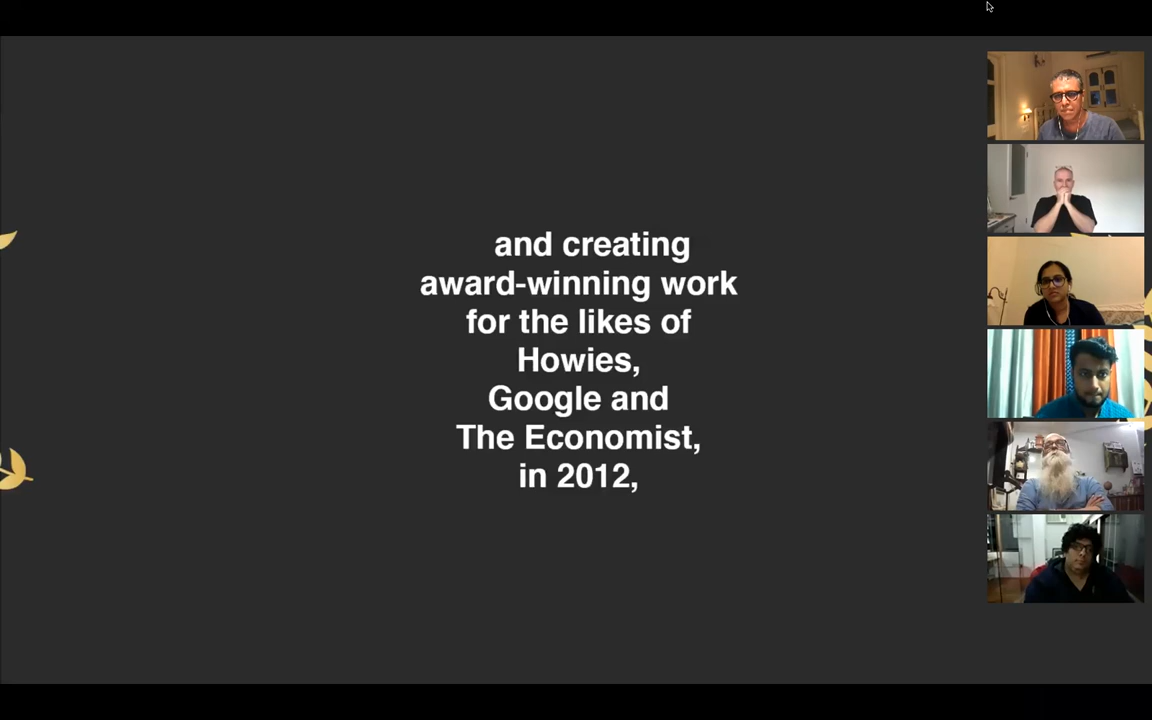 and creating
award-winning work
for the likes of
Howies,
Google and
The Economist,
in 2012,